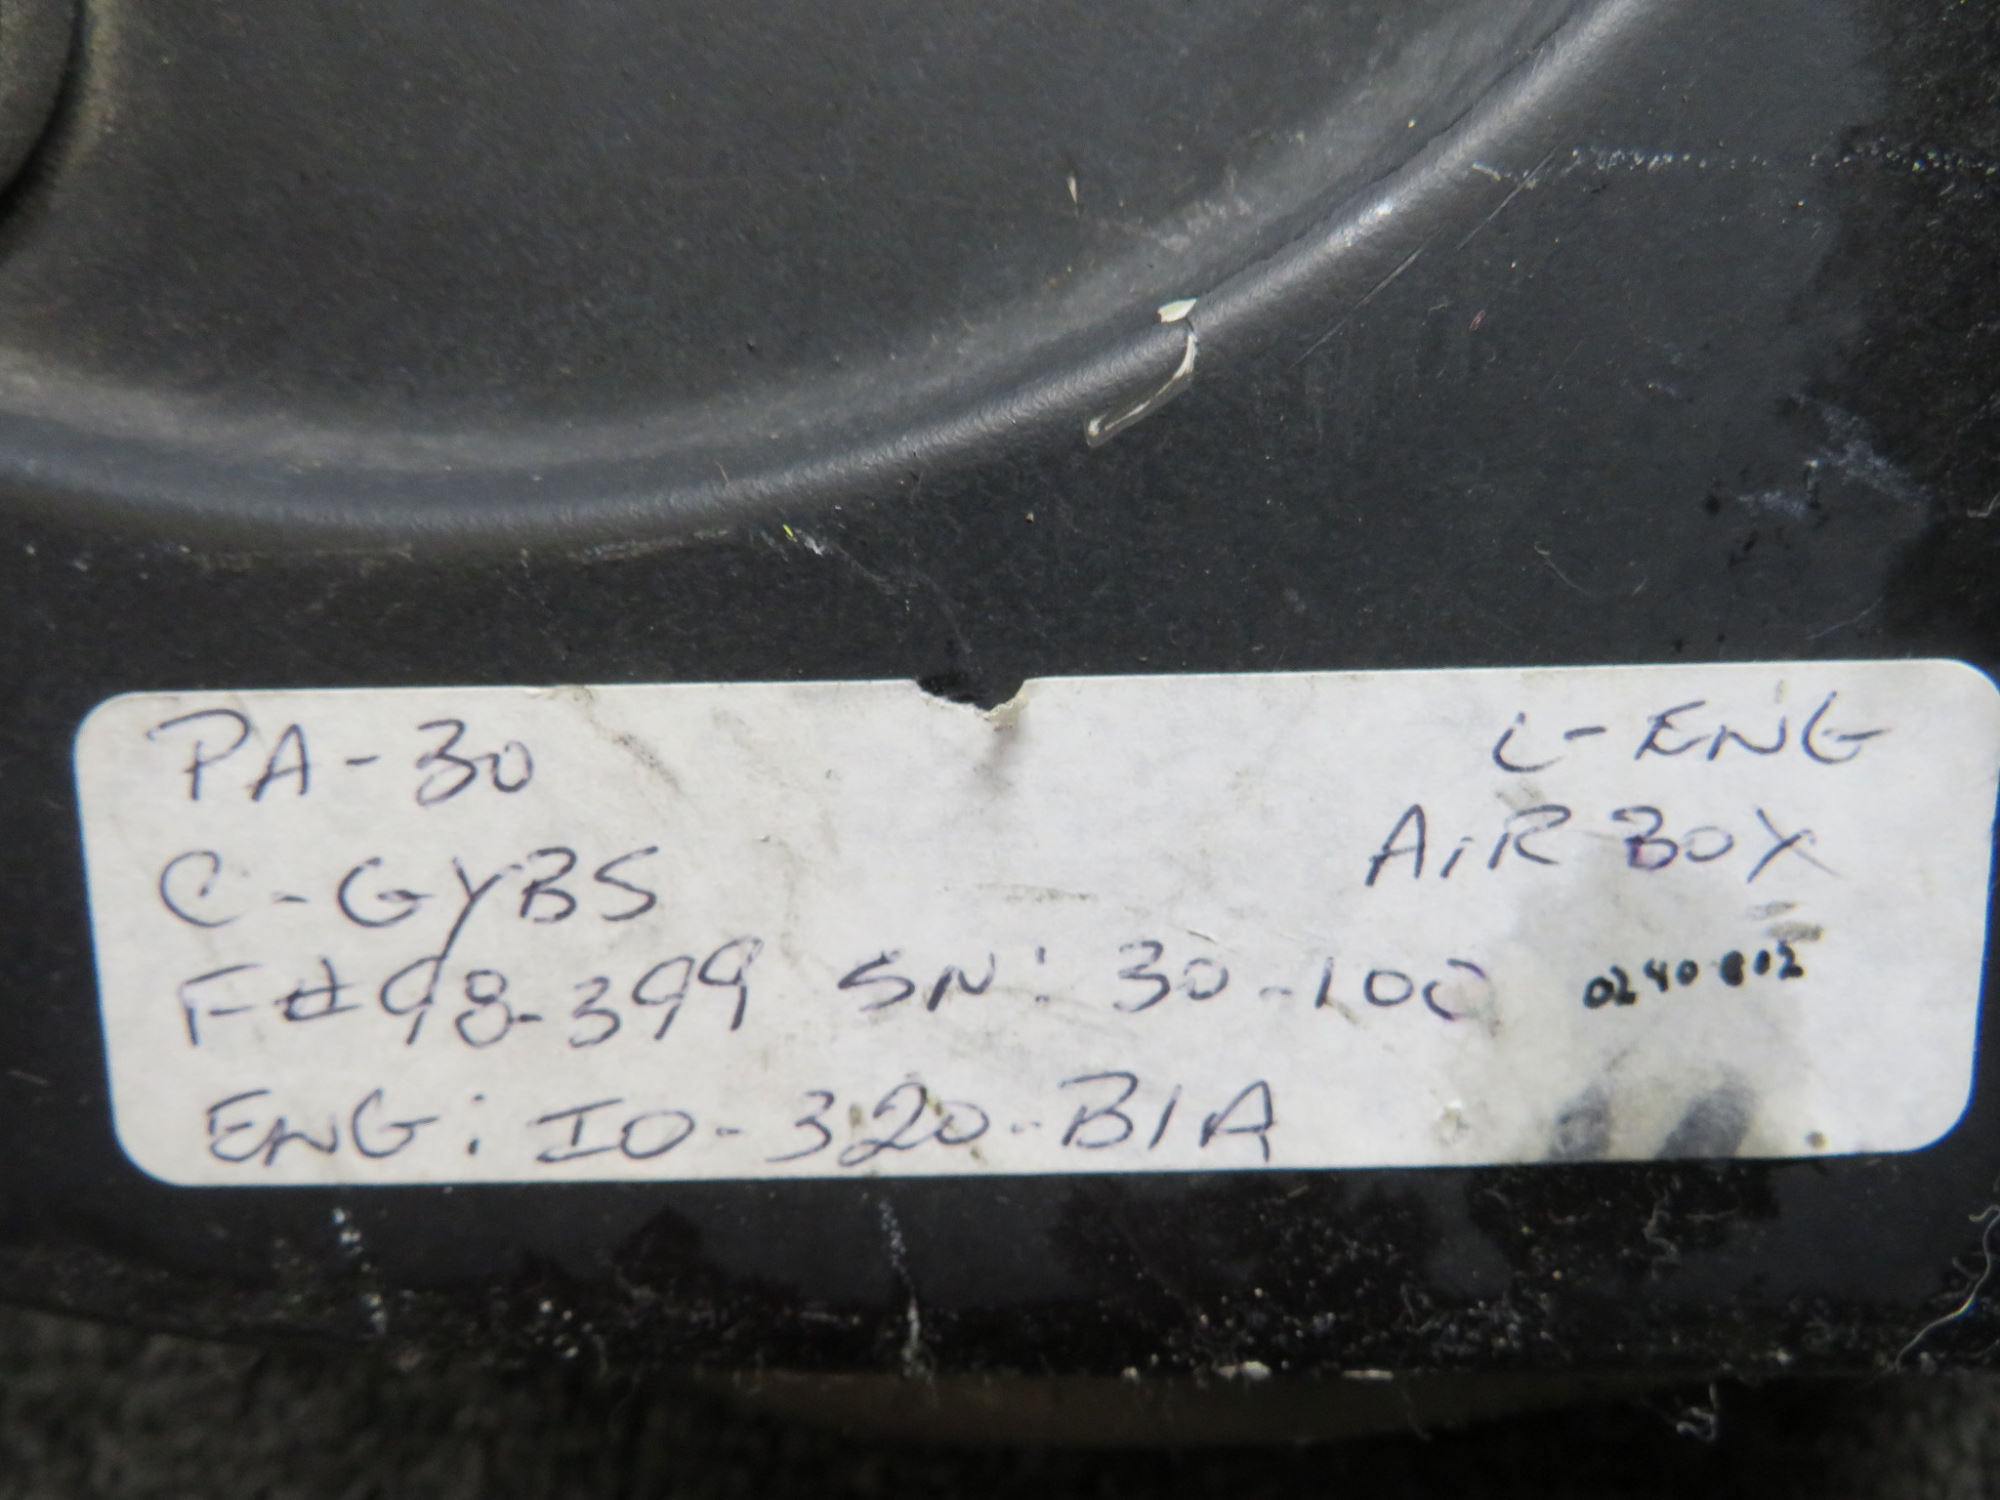 PA-30 L-ENG
C-GYBS AiR BOX
F#98-399 SN: 30-100
ENG: IO-320-B1A